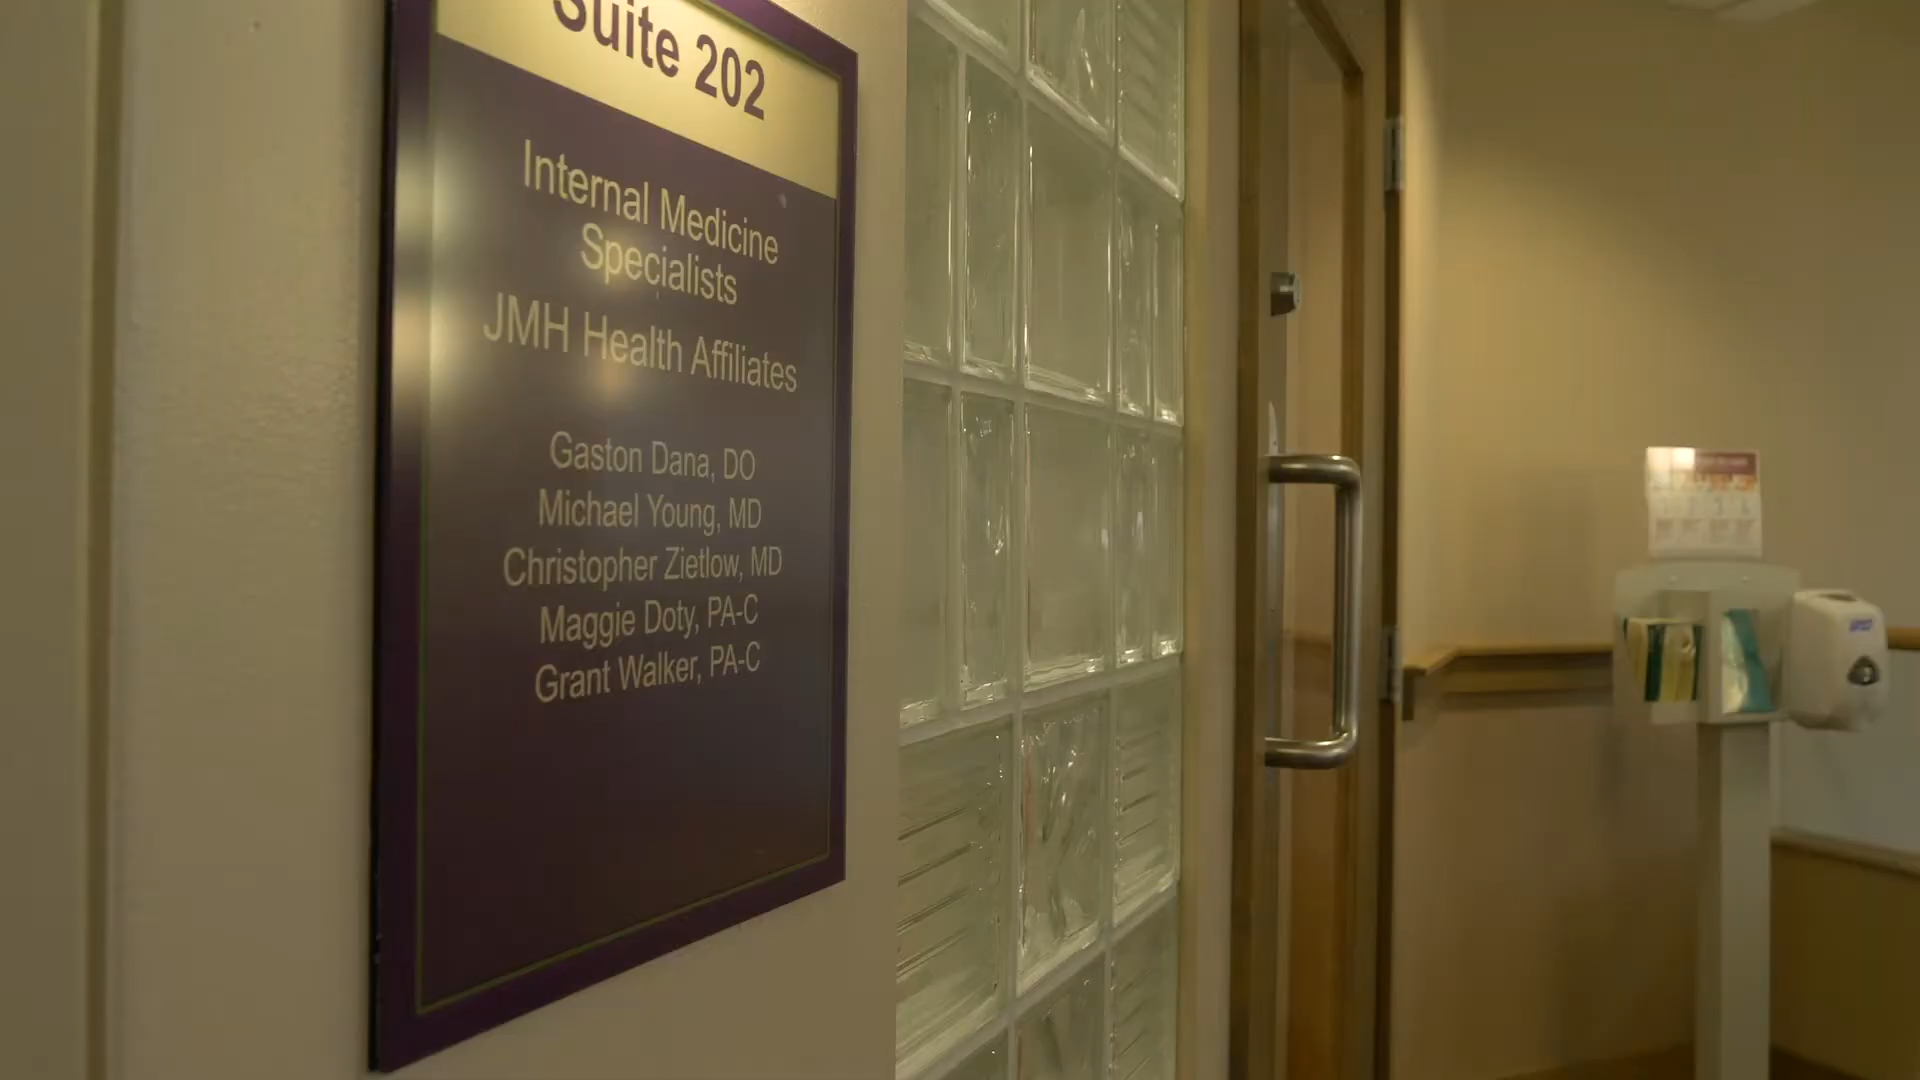 Suite 202
Internal Medicine
Specialists
JMH Health Affiliates
Gaston Dana, DO
Michael Young, MD
Christopher Zietlow, MD
Maggie Doty, PA-C
Grant Walker, PA-C